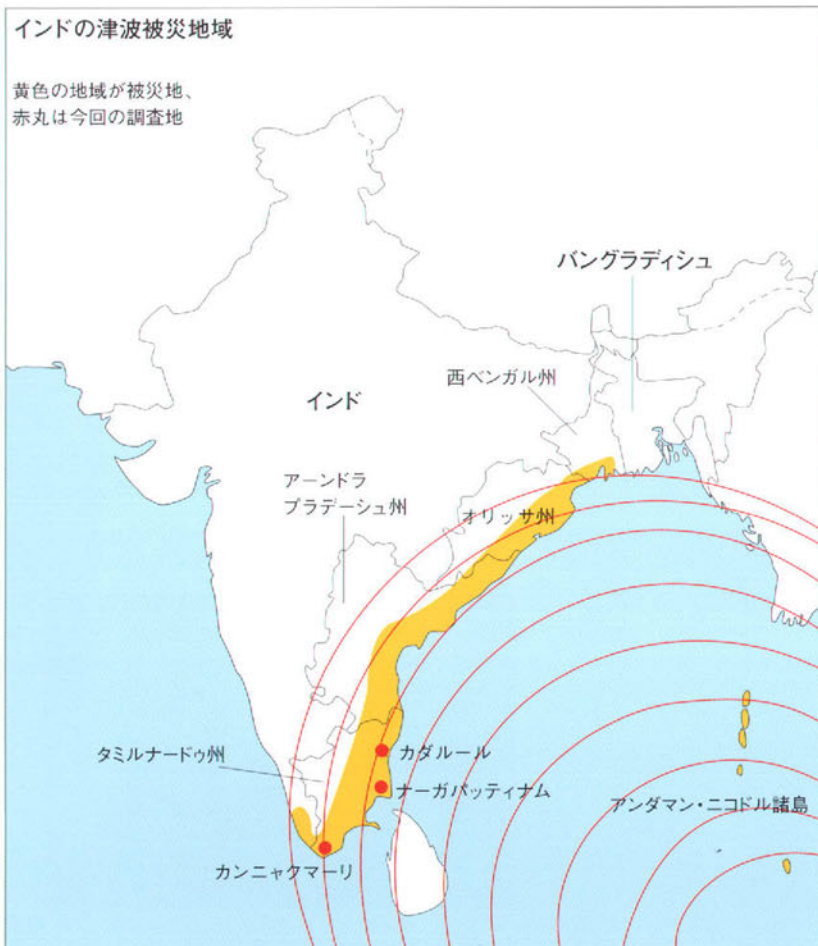 インドの津波被災地域
黄色の地域が被災地、
赤丸は今回の調査地
バングラディシュ
西ベンガル州
インド
アーンドラ
プラデーシュ州
オリッサ州
タミルナードゥ州
カダルール
ナーガパッティナム
アンダマン・ニコドル諸島
カンニャクマーリ